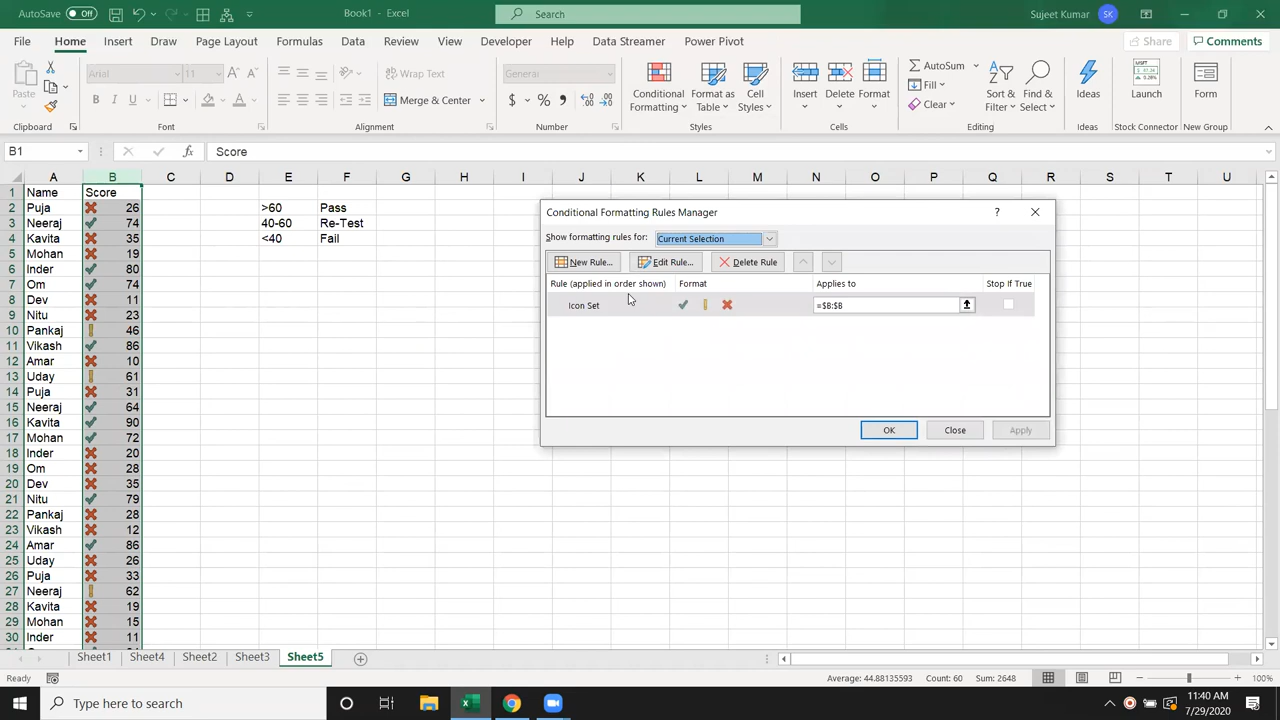 AutoSave Off Book1 - Excel Search Sujeet Kumar SK
File Home Insert Draw Page Layout Formulas Data Review View Developer Help Data Streamer Power Pivot Share Comments
Paste Arial 11 Wrap Text General Conditional Formatting Format as Table Cell Styles Insert Delete Format AutoSum Fill Clear Sort & Filter Find & Select Ideas Launch Form
B I U Merge & Center $ %
Clipboard Font Alignment Number Styles Cells Editing Ideas Stock Connector New Group
B1 fx Score
A B C D E F G H I J K L M N O P Q R S T U
1 Name Score
2 Puja 26 >60 Pass
3 Neeraj 74 40-60 Re-Test
4 Kavita 35 <40 Fail
5 Mohan 19
6 Inder 80
7 Om 74
8 Dev 11
9 Nitu 23
10 Pankaj 46
11 Vikash 86
12 Amar 10
13 Uday 61
14 Puja 31
15 Neeraj 64
16 Kavita 90
17 Mohan 72
18 Inder 20
19 Om 28
20 Dev 35
21 Nitu 79
22 Pankaj 28
23 Vikash 12
24 Amar 86
25 Uday 26
26 Puja 33
27 Neeraj 62
28 Kavita 19
29 Mohan 15
30 Inder 11
Conditional Formatting Rules Manager ?
Show formatting rules for: Current Selection
New Rule... Edit Rule... Delete Rule
Rule (applied in order shown) Format Applies to Stop If True
Icon Set =$B:$B
OK Close Apply
Sheet1 Sheet4 Sheet2 Sheet3 Sheet5
Ready Average: 44.88135593 Count: 60 Sum: 2648 100%
Type here to search 11:40 AM
7/29/2020